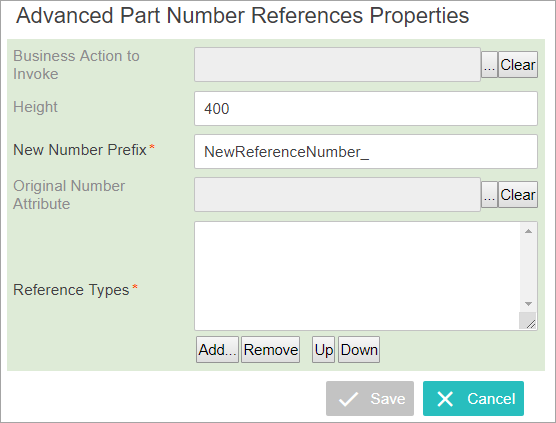 Advanced Part Number References Properties
Business Action to
Invoke
... Clear
Height
400
New Number Prefix*
NewReferenceNumber_
Original Number
Attribute
... Clear
Reference Types*
Add... Remove Up Down
Save Cancel